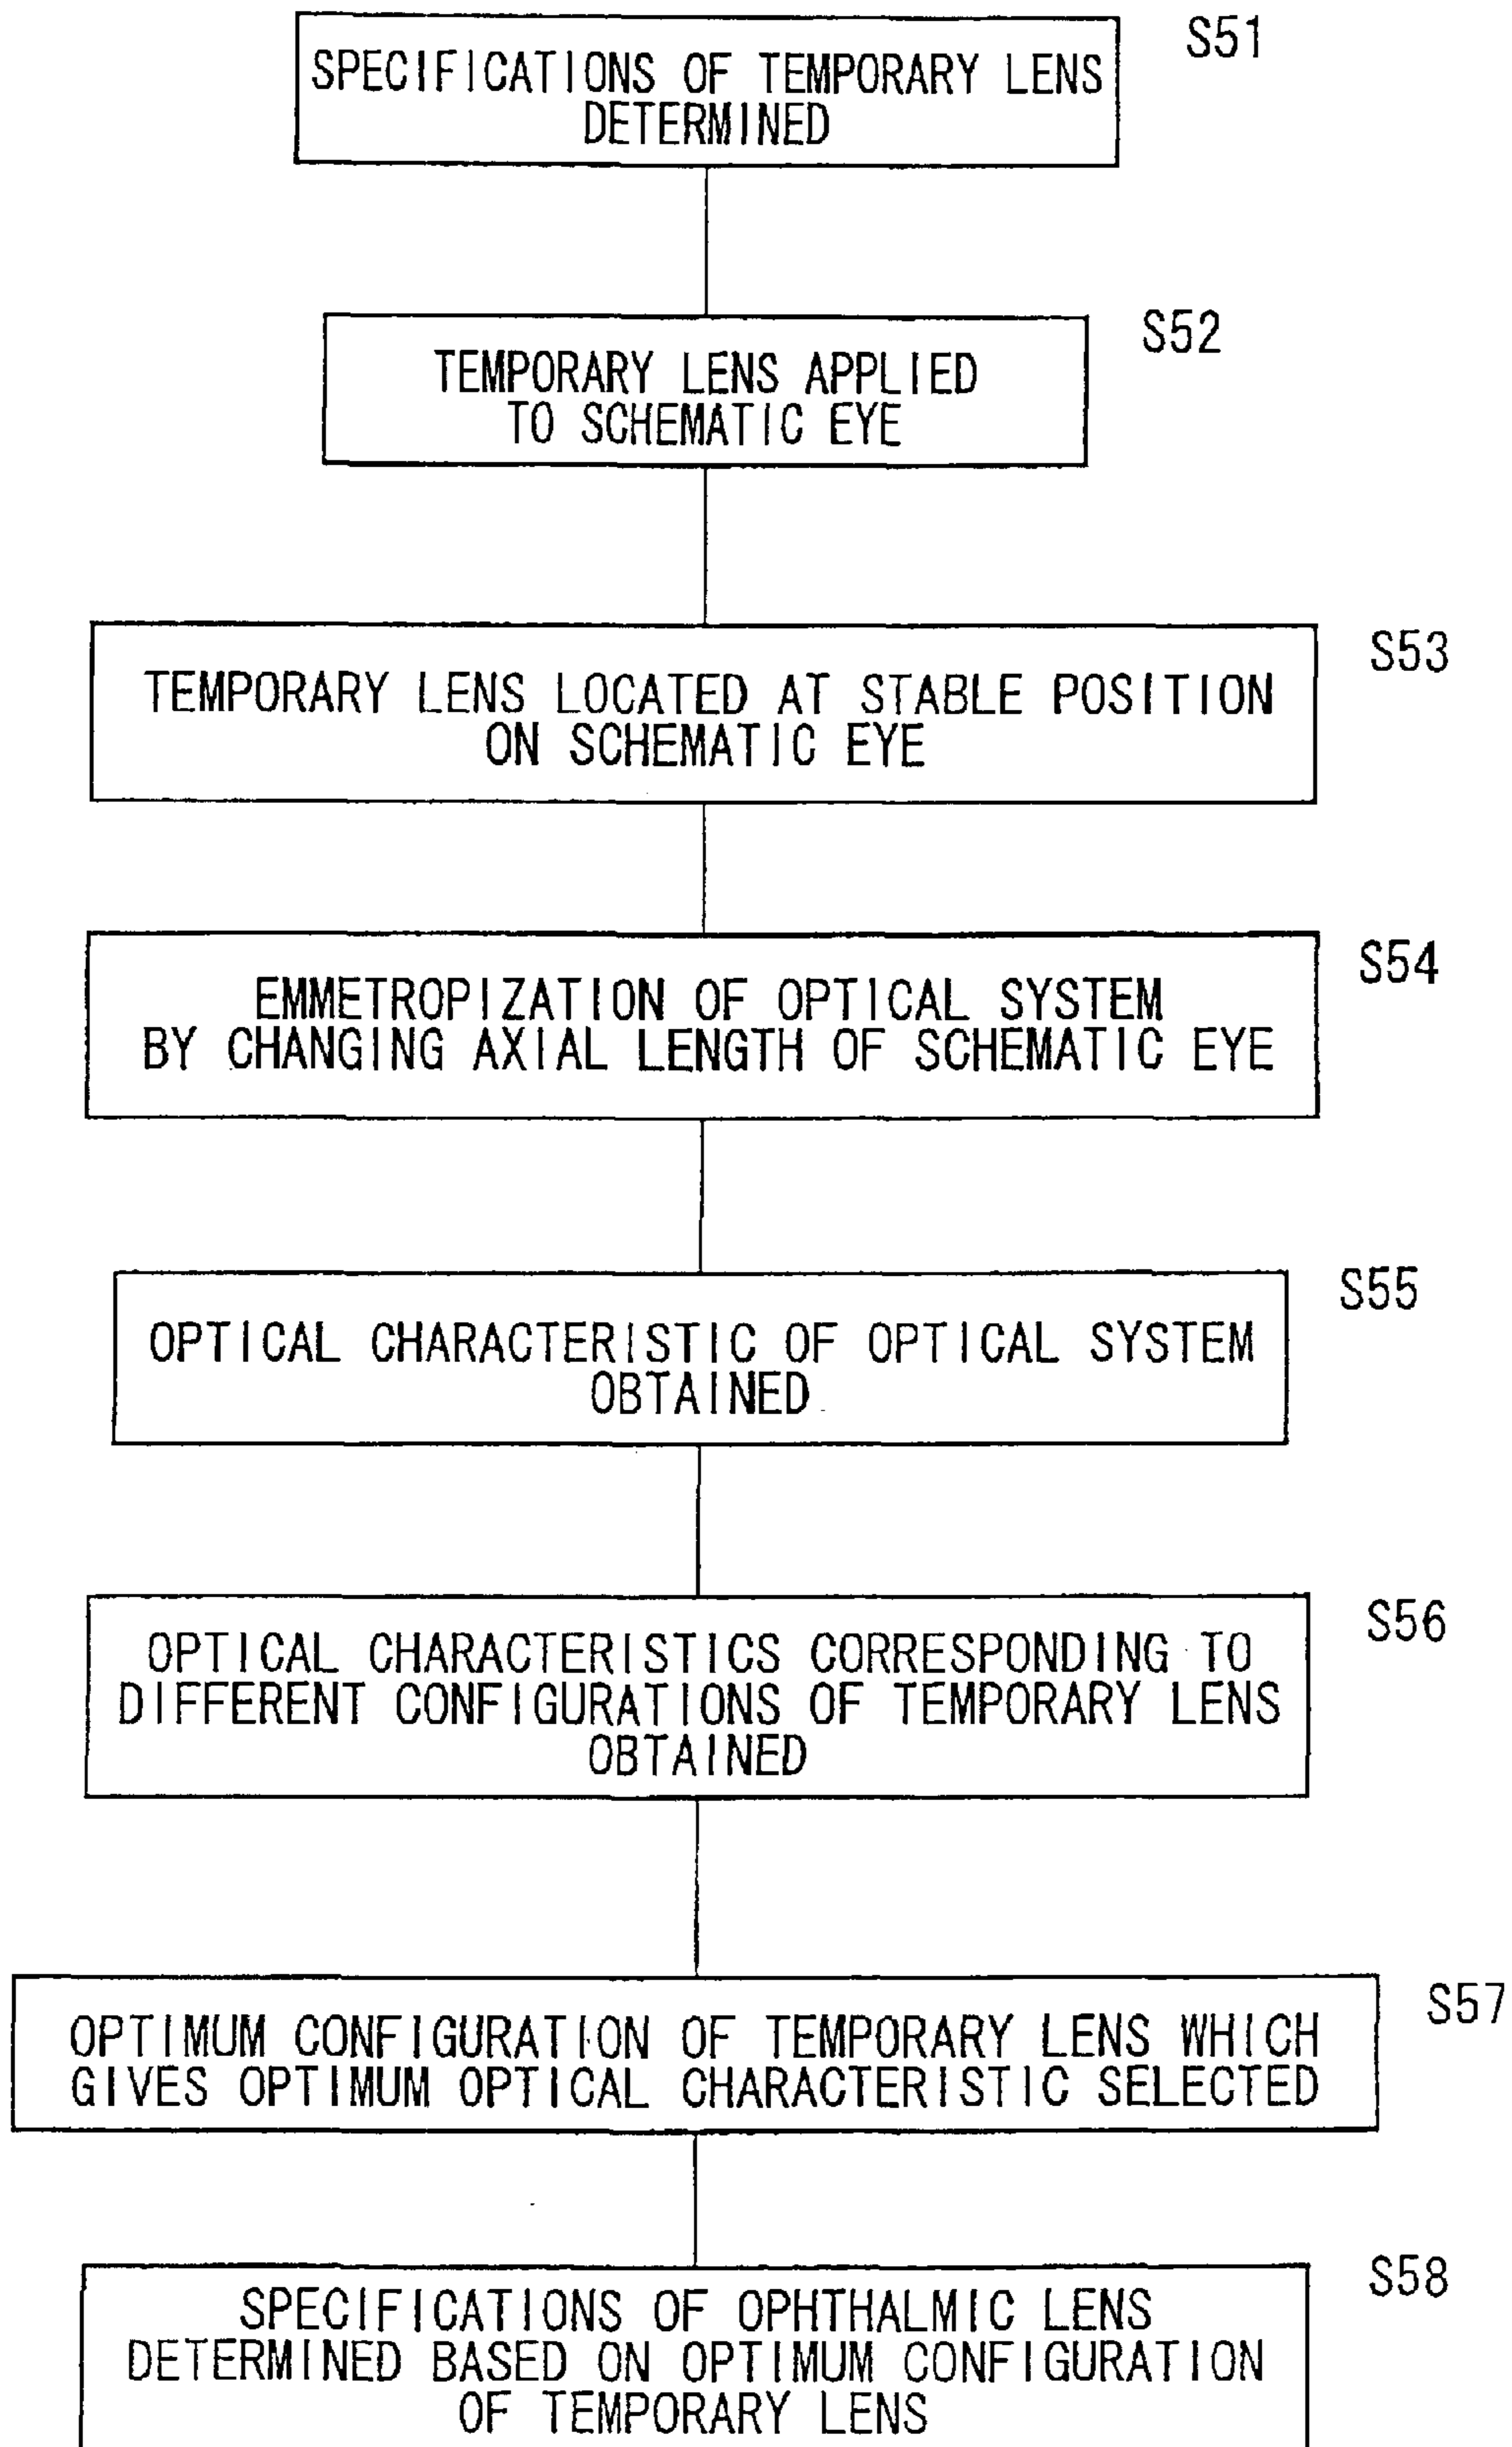 S51
SPECIFICATIONS OF TEMPORARY LENS
DETERMINED
S52
TEMPORARY LENS APPLIED
TO SCHEMATIC EYE
S53
TEMPORARY LENS LOCATED AT STABLE POSITION
ON SCHEMATIC EYE
S54
EMMETROPIZATION OF OPTICAL SYSTEM
BY CHANGING AXIAL LENGTH OF SCHEMATIC EYE
S55
OPTICAL CHARACTERISTIC OF OPTICAL SYSTEM
OBTAINED
S56
OPTICAL CHARACTERISTICS CORRESPONDING TO
DIFFERENT CONFIGURATIONS OF TEMPORARY LENS
OBTAINED
S57
OPTIMUM CONFIGURATION OF TEMPORARY LENS WHICH
GIVES OPTIMUM OPTICAL CHARACTERISTIC SELECTED
S58
SPECIFICATIONS OF OPHTHALMIC LENS
DETERMINED BASED ON OPTIMUM CONFIGURATION
OF TEMPORARY LENS